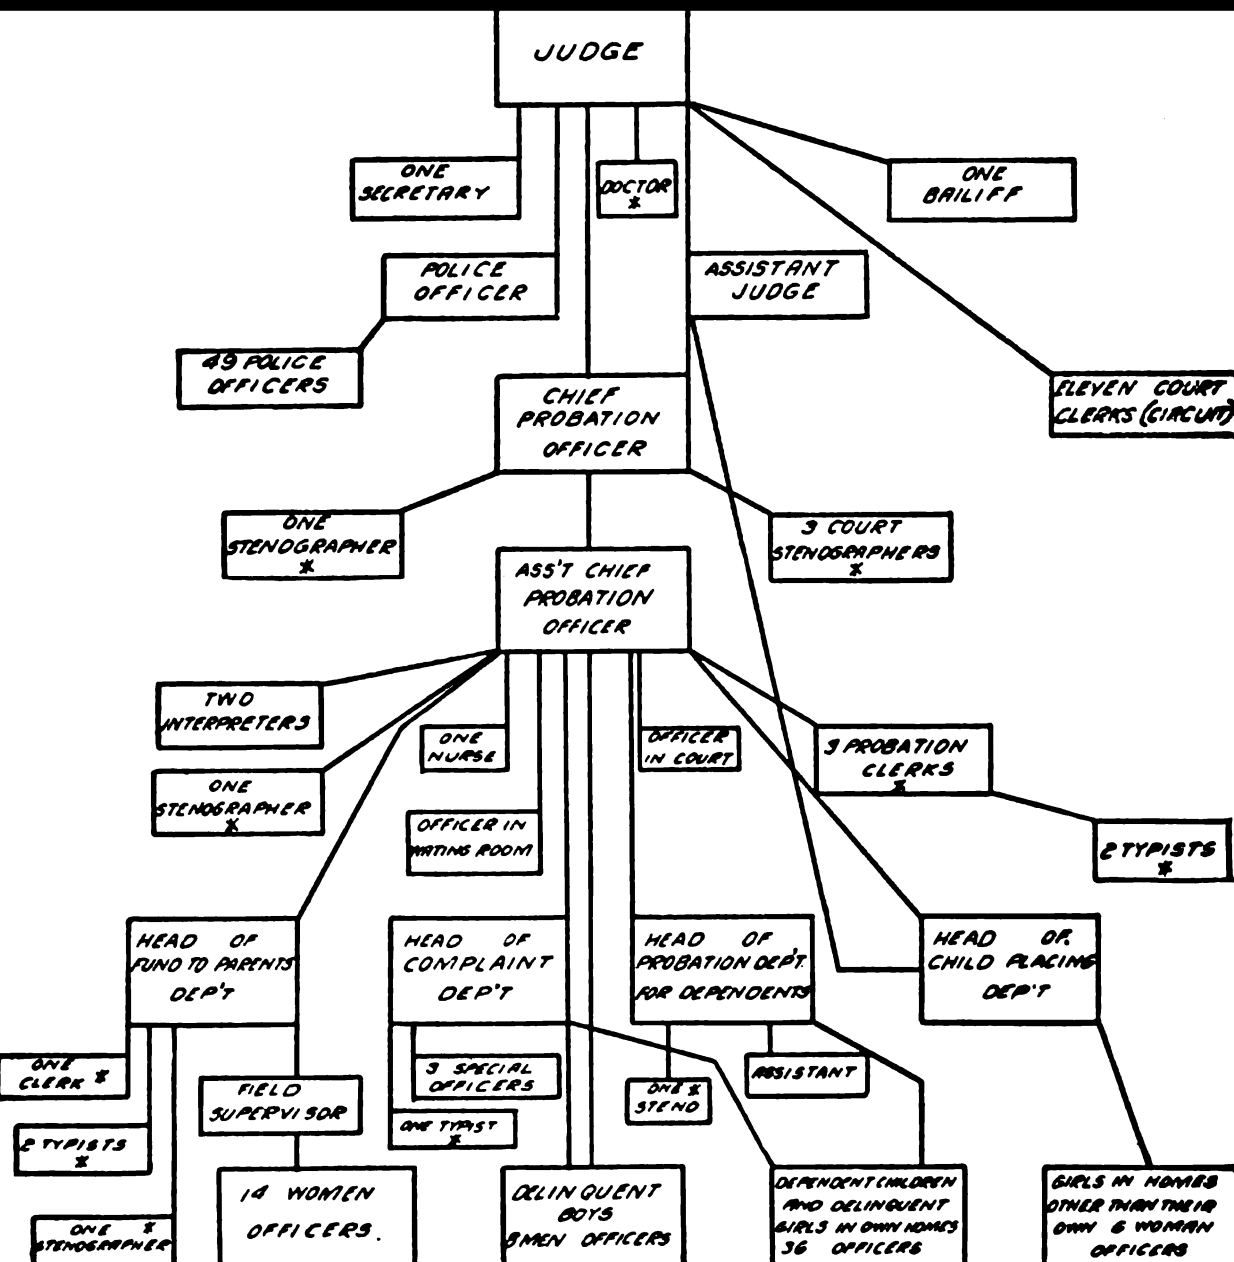 JUDGE
ONE
SECRETARY
DOCTOR
*
ONE
BAILIFF
POLICE
OFFICER
ASSISTANT
JUDGE
49 POLICE
OFFICERS
CHIEF
PROBATION
OFFICER
ELEVEN COURT
CLERKS (CIRCUIT)
ONE
STENOGRAPHER
*
3 COURT
STENOGRAPHERS
*
ASS'T CHIEF
PROBATION
OFFICER
TWO
INTERPRETERS
ONE
NURSE
OFFICER
IN COURT
3 PROBATION
CLERKS
*
ONE
STENOGRAPHER
*
OFFICER IN
WATING ROOM
2 TYPISTS
*
HEAD OF
FUND TO PARENTS
DEP'T
HEAD OF
COMPLAINT
DEP'T
HEAD OF
PROBATION DEP'T.
FOR DEPENDENTS
HEAD OF.
CHILD PLACING
DEP'T
ONE
CLERK *
FIELD
SUPERVISOR
3 SPECIAL
OFFICERS
ONE *
STENO
ASSISTANT
2 TYPISTS
*
ONE TYPIST
*
ONE *
STENOGRAPHER
14 WOMEN
OFFICERS.
DELINQUENT
BOYS
8 MEN OFFICERS
DEPENDENT CHILDREN
AND DELINQUENT
GIRLS IN OWN HOMES
36 OFFICERS
GIRLS IN HOMES
OTHER THAN THEIR
OWN 6 WOMAN
OFFICERS